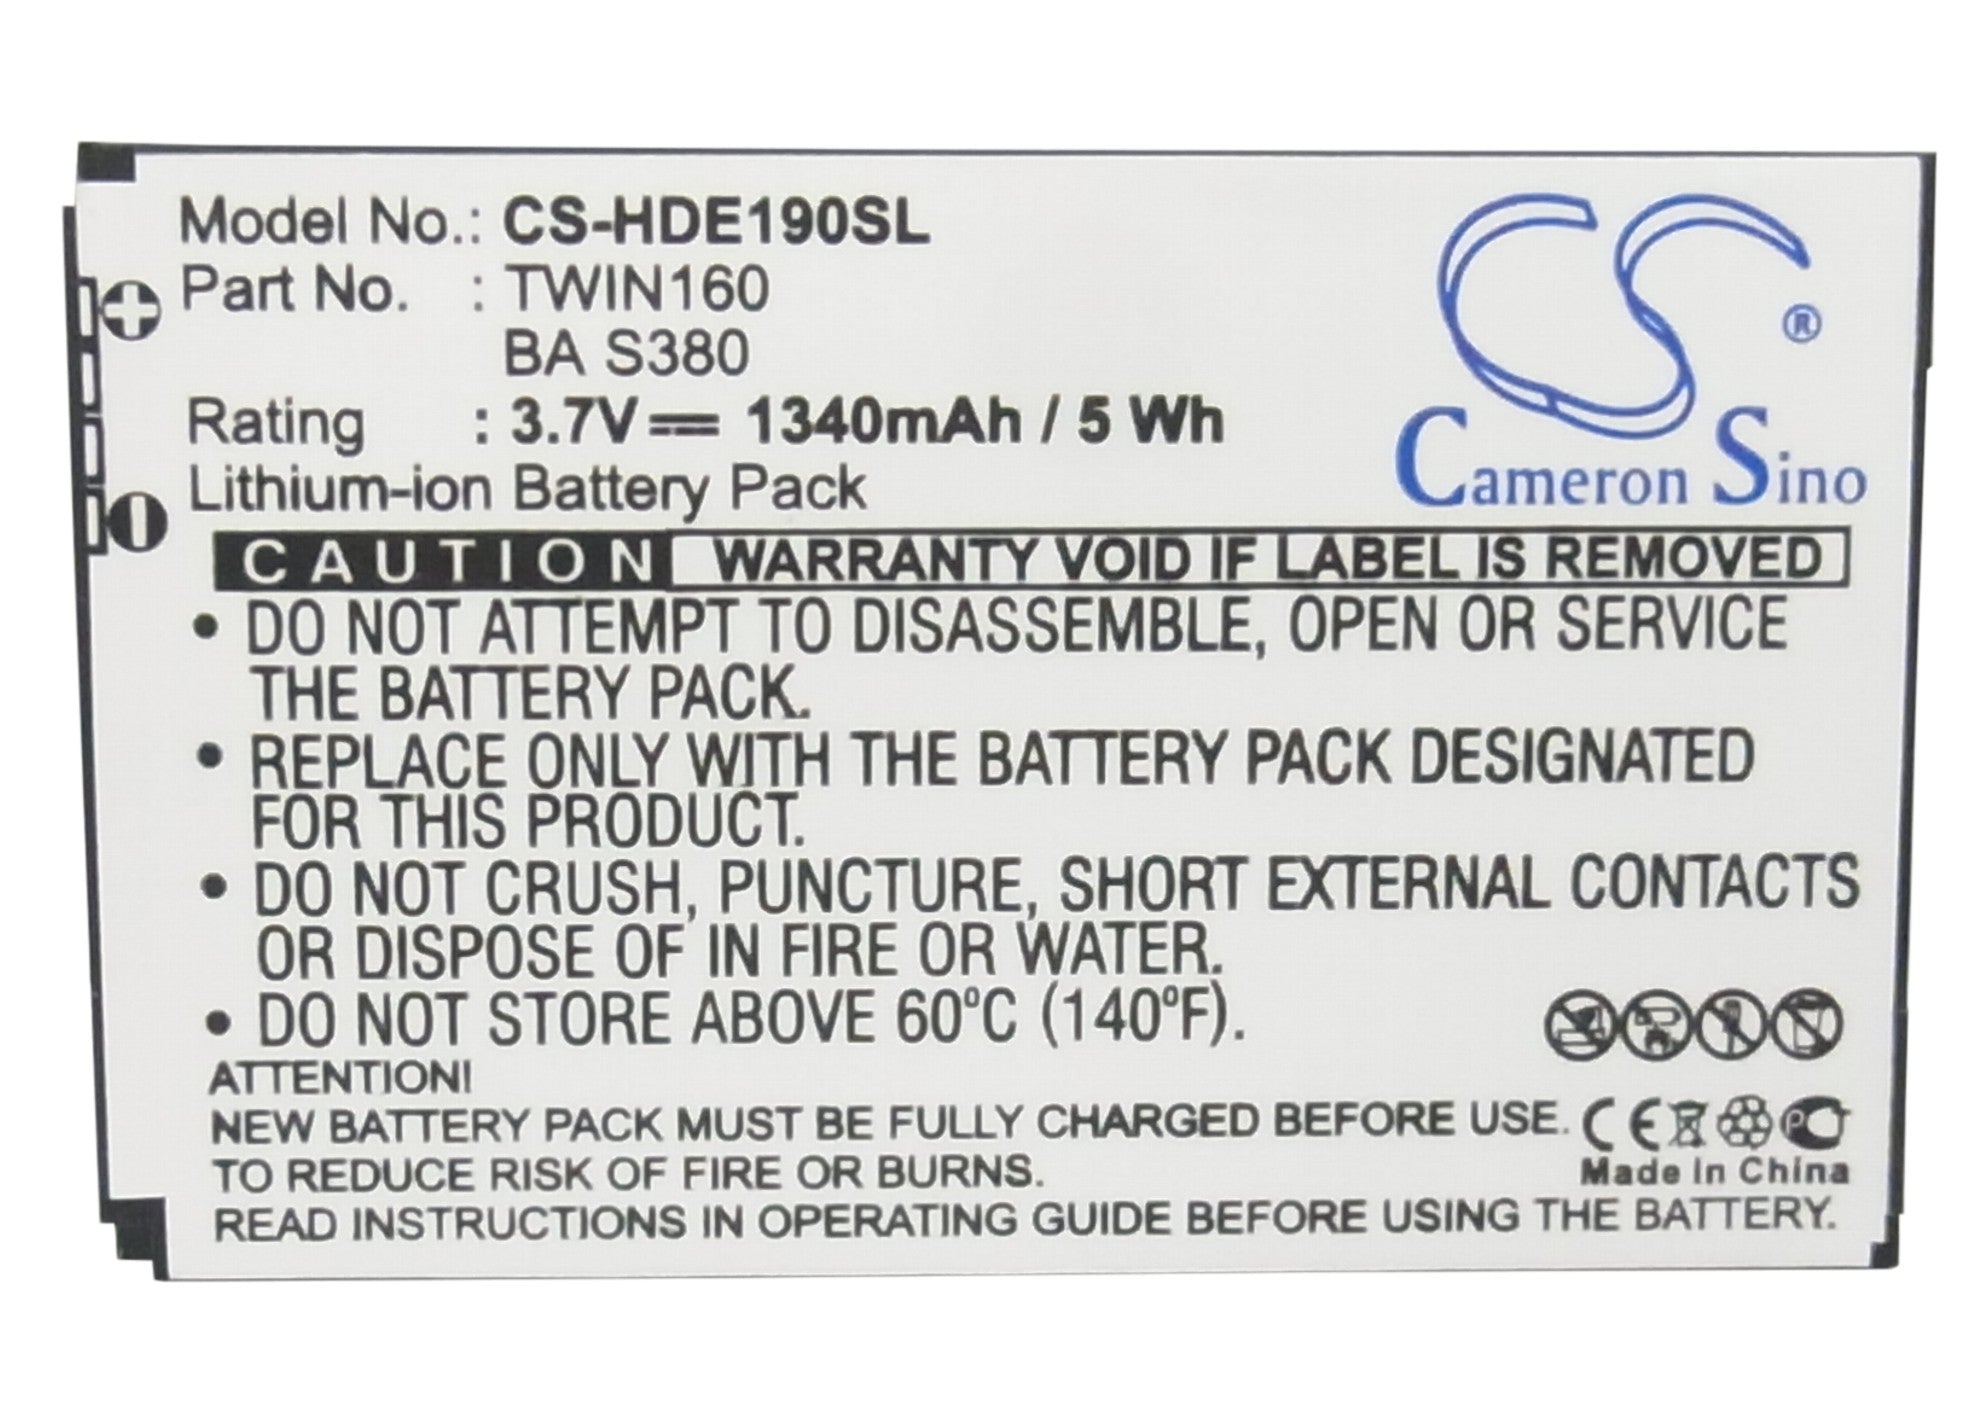 Model No.: CS-HDE190SL
Part No. : TWIN160
BA S380
Rating : 3.7V 1340mAh / 5 Wh
Lithium-ion Battery Pack
CS ®
Cameron Sino
CAUTION WARRANTY VOID IF LABEL IS REMOVED
• DO NOT ATTEMPT TO DISASSEMBLE, OPEN OR SERVICE
THE BATTERY PACK.
• REPLACE ONLY WITH THE BATTERY PACK DESIGNATED
FOR THIS PRODUCT.
• DO NOT CRUSH, PUNCTURE, SHORT EXTERNAL CONTACTS
OR DISPOSE OF IN FIRE OR WATER.
• DO NOT STORE ABOVE 60ºC (140ºF).
ATTENTION!
NEW BATTERY PACK MUST BE FULLY CHARGED BEFORE USE.
CE
Made In China
TO REDUCE RISK OF FIRE OR BURNS.
READ INSTRUCTIONS IN OPERATING GUIDE BEFORE USING THE BATTERY.